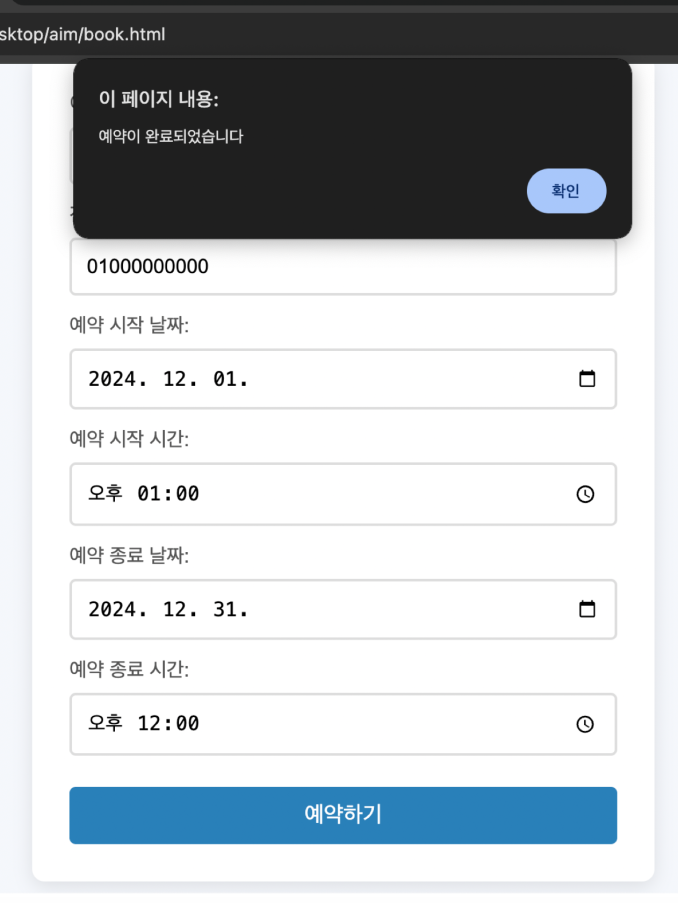 sktop/aim/book.html
이 페이지 내용:
예약이 완료되었습니다
확인
01000000000
예약 시작 날짜:
2024. 12. 01.
예약 시작 시간:
오후 01:00
예약 종료 날짜:
2024. 12. 31.
예약 종료 시간:
오후 12:00
예약하기